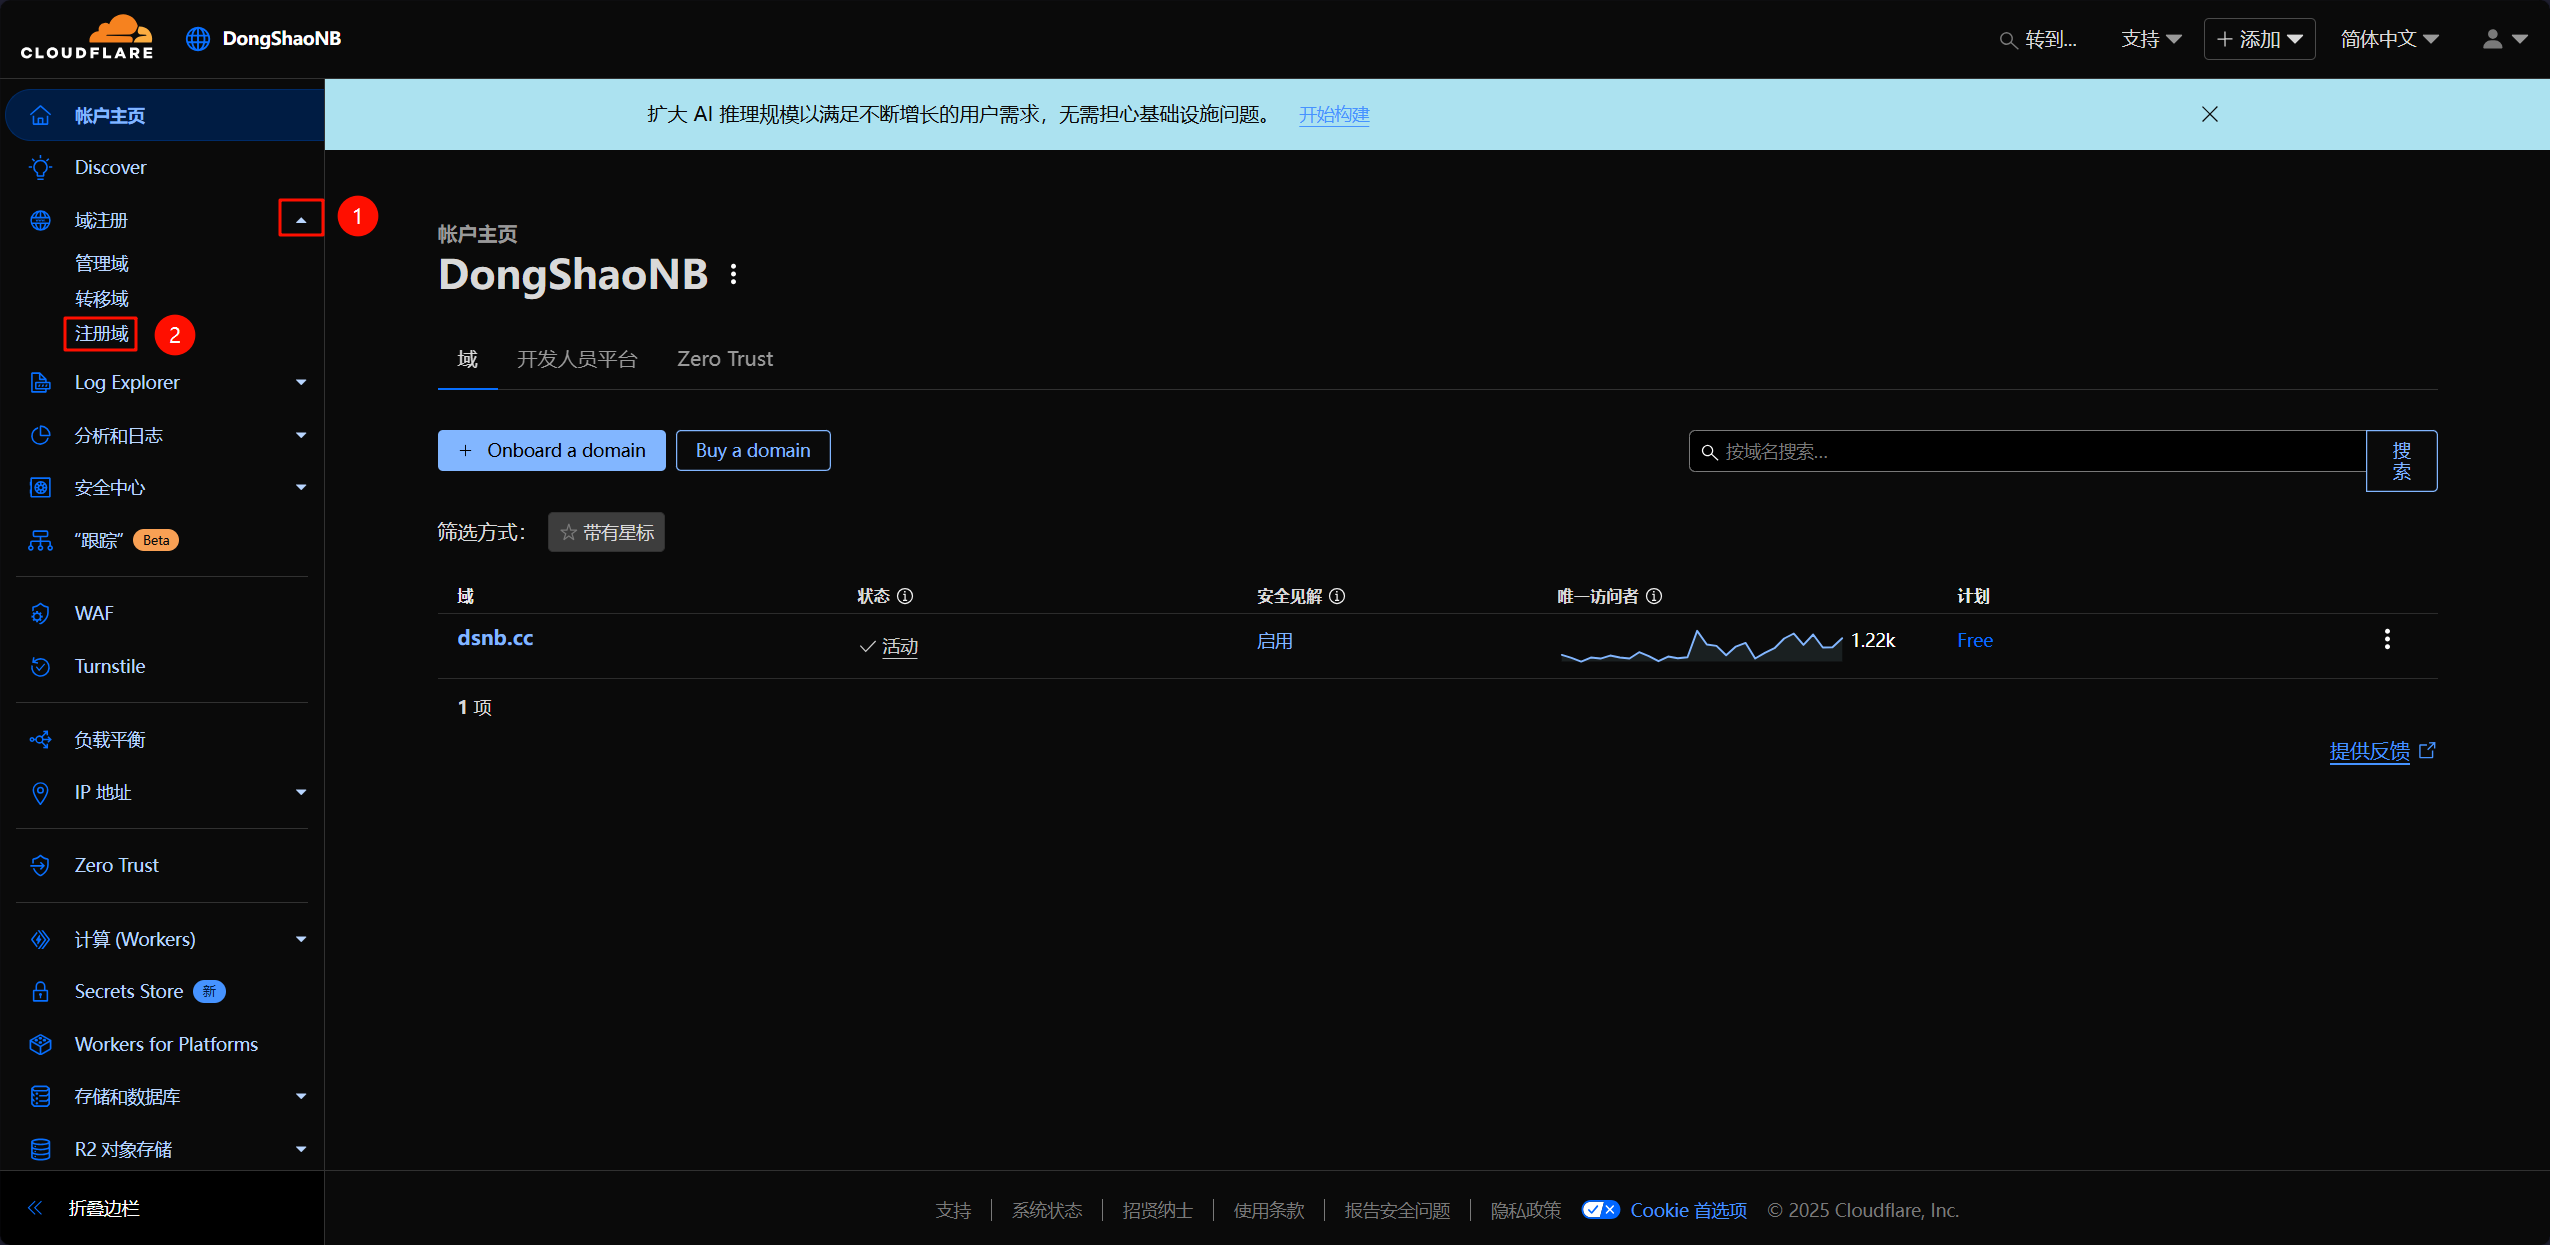 CLOUDFLARE
DongShaoNB
转到...
支持
添加
简体中文
帐户主页
Discover
域注册
1
管理域
转移域
注册域
2
Log Explorer
分析和日志
安全中心
“跟踪” Beta
WAF
Turnstile
负载平衡
IP 地址
Zero Trust
计算 (Workers)
Secrets Store 新
Workers for Platforms
存储和数据库
R2 对象存储
折叠边栏
扩大 AI 推理规模以满足不断增长的用户需求，无需担心基础设施问题。 开始构建
帐户主页
DongShaoNB
域 开发人员平台 Zero Trust
+ Onboard a domain
Buy a domain
按域名搜索...
搜
索
筛选方式： 带有星标
域 状态 安全见解 唯一访问者 计划
dsnb.cc 活动 启用 1.22k Free
1 项
提供反馈
支持 系统状态 招贤纳士 使用条款 报告安全问题 隐私政策 Cookie 首选项 © 2025 Cloudflare, Inc.